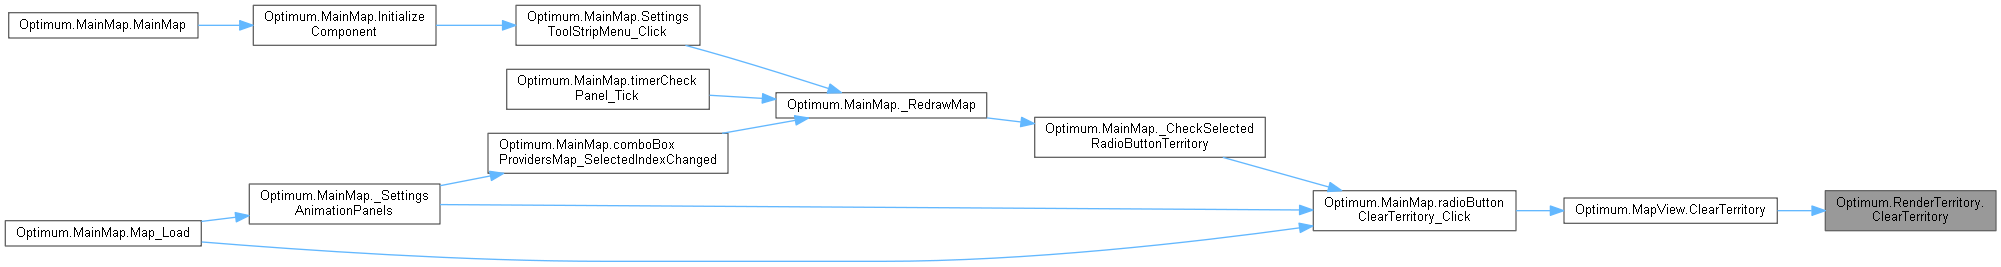 Optimum.MainMap.MainMap
Optimum.MainMap.Initialize
Component
Optimum.MainMap.Settings
ToolStripMenu_Click
Optimum.MainMap.timerCheck
Panel_Tick
Optimum.MainMap._RedrawMap
Optimum.MainMap._CheckSelected
RadioButtonTerritory
Optimum.MainMap.comboBox
ProvidersMap_SelectedIndexChanged
Optimum.MainMap._Settings
AnimationPanels
Optimum.MainMap.Map_Load
Optimum.MainMap.radioButton
ClearTerritory_Click
Optimum.MapView.ClearTerritory
Optimum.RenderTerritory.
ClearTerritory